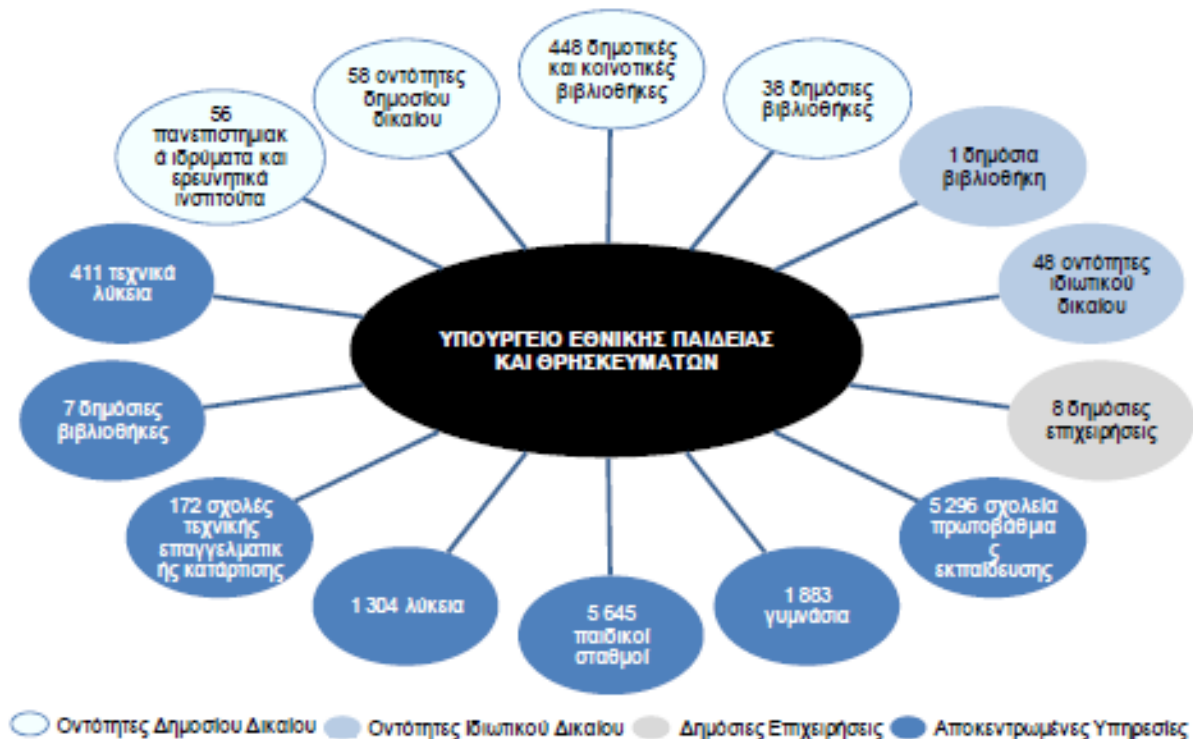 448 δημοτικές
και κοινοτικές
βιβλιοθήκες
58 οντότητες
δημοσίου
δικαίου
38 δημόσιες
βιβλιοθήκες
56
πανεπιστημιακ
ά ιδρύματα και
ερευνητικά
ινστιτούτα
1 δημόσια
βιβλιοθήκη
411 τεχνικά
λύκεια
48 οντότητες
ιδιωτικού
δικαίου
ΥΠΟΥΡΓΕΙΟ ΕΘΝΙΚΗΣ ΠΑΙΔΕΙΑΣ
ΚΑΙ ΘΡΗΣΚΕΥΜΑΤΩΝ
7 δημόσιες
βιβλιοθήκες
8 δημόσιες
επιχειρήσεις
172 σχολές
τεχνικής
επαγγελματικ
ής κατάρτισης
5 296 σχολεία
πρωτοβάθμια
ς
εκπαίδευσης
1 304 λύκεια
5 645
παιδικοί
σταθμοί
1 883
γυμνάσια
Οντότητες Δημοσίου Δικαίου
Οντότητες Ιδιωτικού Δικαίου
Δημόσιες Επιχειρήσεις
Αποκεντρωμένες Υπηρεσίες